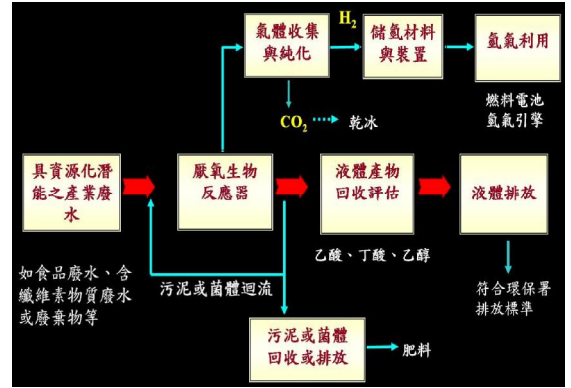 氣體收集
與純化
H₂
儲氫材料
與裝置
氫氣利用
CO₂
乾冰
燃料電池
氫氣引擎
具資源化潛
能之產業廢
水
厭氧生物
反應器
液體產物
回收評估
液體排放
如食品廢水、含
纖維素物質廢水
或廢棄物等
污泥或菌體迴流
乙酸、丁酸、乙醇
符合環保署
排放標準
污泥或菌體
回收或排放
肥料